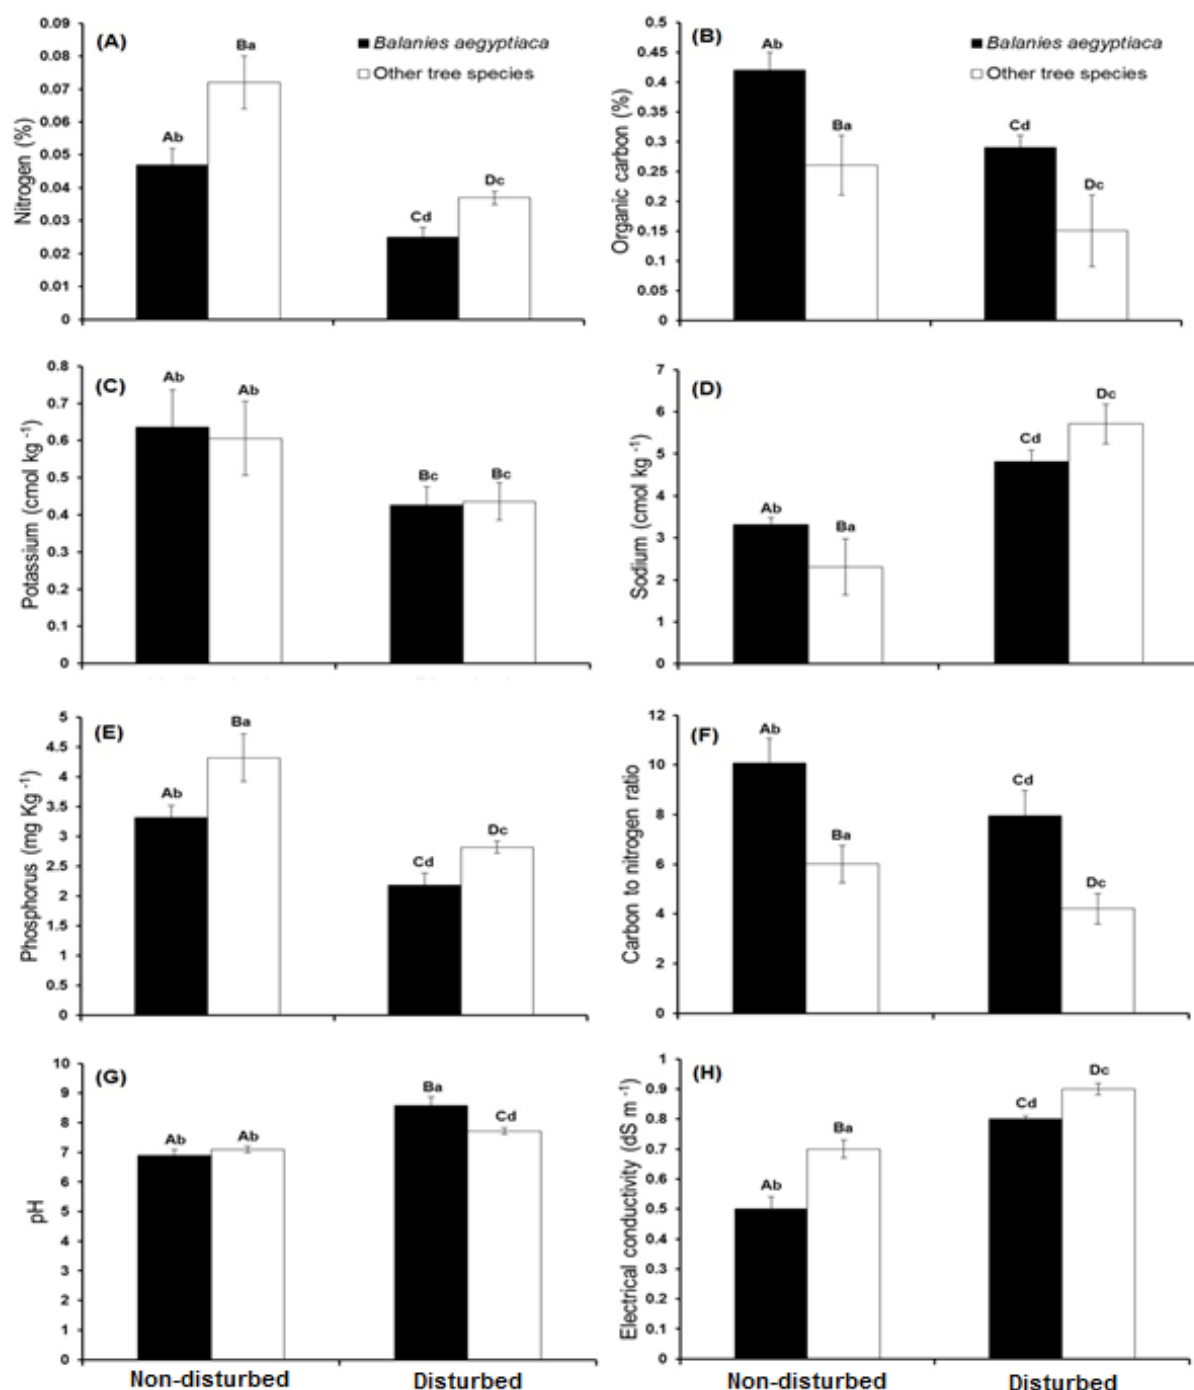 (A)
Balanies aegyptiaca
Other tree species
Nitrogen (%)
0.09
0.08
0.07
0.06
0.05
0.04
0.03
0.02
0.01
0
Ab
Ba
Cd
Dc
(B)
Balanies aegyptiaca
Other tree species
Organic carbon (%)
0.5
0.45
0.4
0.35
0.3
0.25
0.2
0.15
0.1
0.05
0
Ab
Ba
Cd
Dc
(C)
Potassium (cmol kg -1)
0.8
0.7
0.6
0.5
0.4
0.3
0.2
0.1
0
Ab
Ab
Bc
Bc
(D)
Sodium (cmol kg -1)
7
6
5
4
3
2
1
0
Ab
Ba
Cd
Dc
(E)
Phosphorus (mg Kg -1)
5
4.5
4
3.5
3
2.5
2
1.5
1
0.5
0
Ab
Ba
Cd
Dc
(F)
Carbon to nitrogen ratio
12
10
8
6
4
2
0
Ab
Ba
Cd
Dc
(G)
pH
10
9
8
7
6
5
4
3
2
1
0
Ab
Ab
Ba
Cd
Non-disturbed
Disturbed
(H)
Electrical conductivity (dS m -1)
1
0.9
0.8
0.7
0.6
0.5
0.4
0.3
0.2
0.1
0
Ab
Ba
Cd
Dc
Non-disturbed
Disturbed